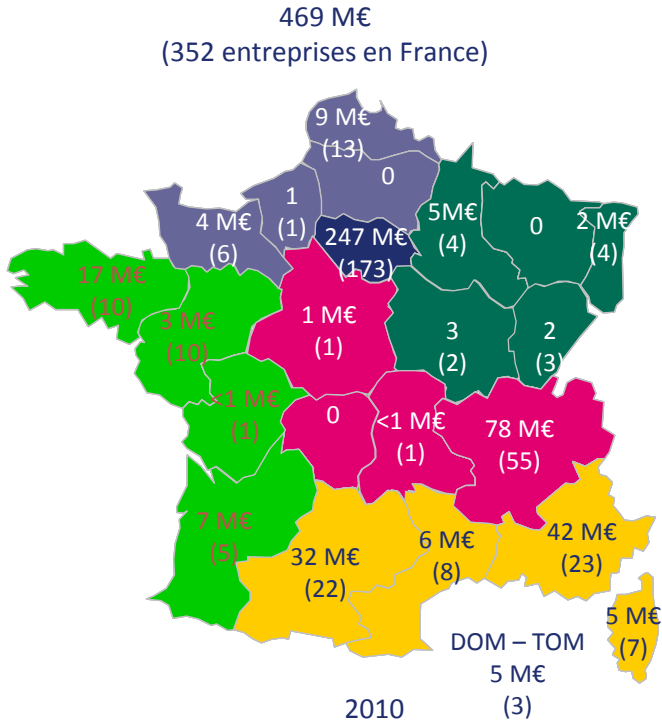 469 M€
(352 entreprises en France)
9 M€
(13)
0
1
(1)
4 M€
(6)
247 M€
(173)
5M€
(4)
0
2 M€
(4)
17 M€
(10)
3 M€
(10)
1 M€
(1)
3
(2)
2
(3)
<1 M€
(1)
0
<1 M€
(1)
78 M€
(55)
7 M€
(5)
32 M€
(22)
6 M€
(8)
42 M€
(23)
5 M€
(7)
DOM – TOM
5 M€
(3)
2010